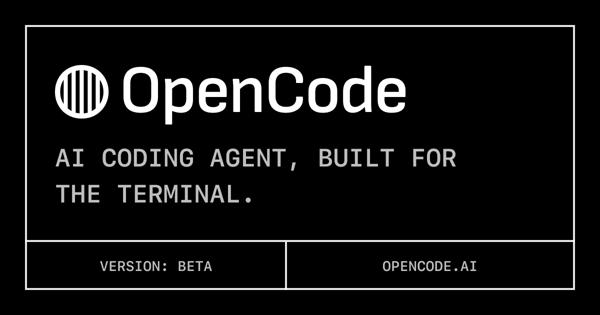 OpenCode
AI CODING AGENT, BUILT FOR
THE TERMINAL.
VERSION: BETA
OPENCODE.AI